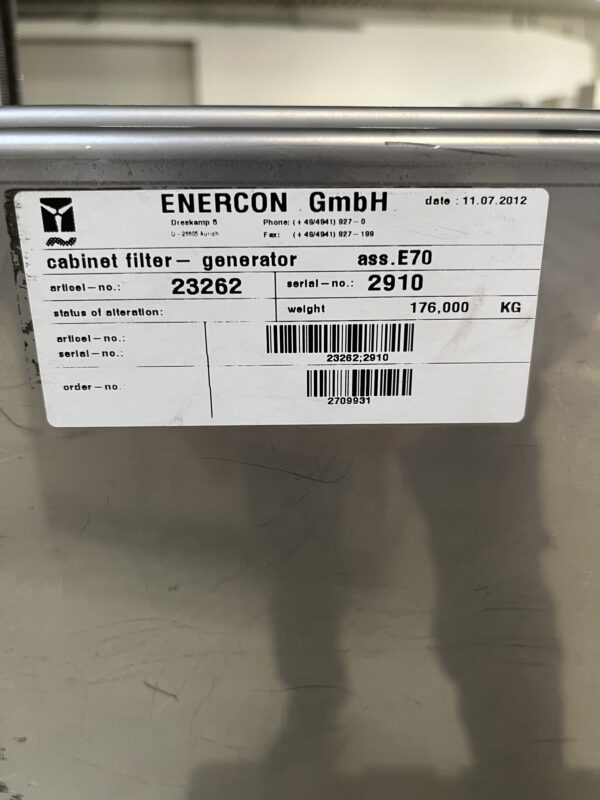 ENERCON GmbH
date : 11.07.2012
Dreekamp 5
Phone: (+ 49/4941) 927-0
D-26605 Aurich
Fax: (+ 49/4941) 927-199
cabinet filter- generator ass.E70
articel-no.: 23262
serial-no.: 2910
status of alteration:
weight 176,000 KG
articel-no.:
serial-no.:
23262;2910
order-no.
2709931